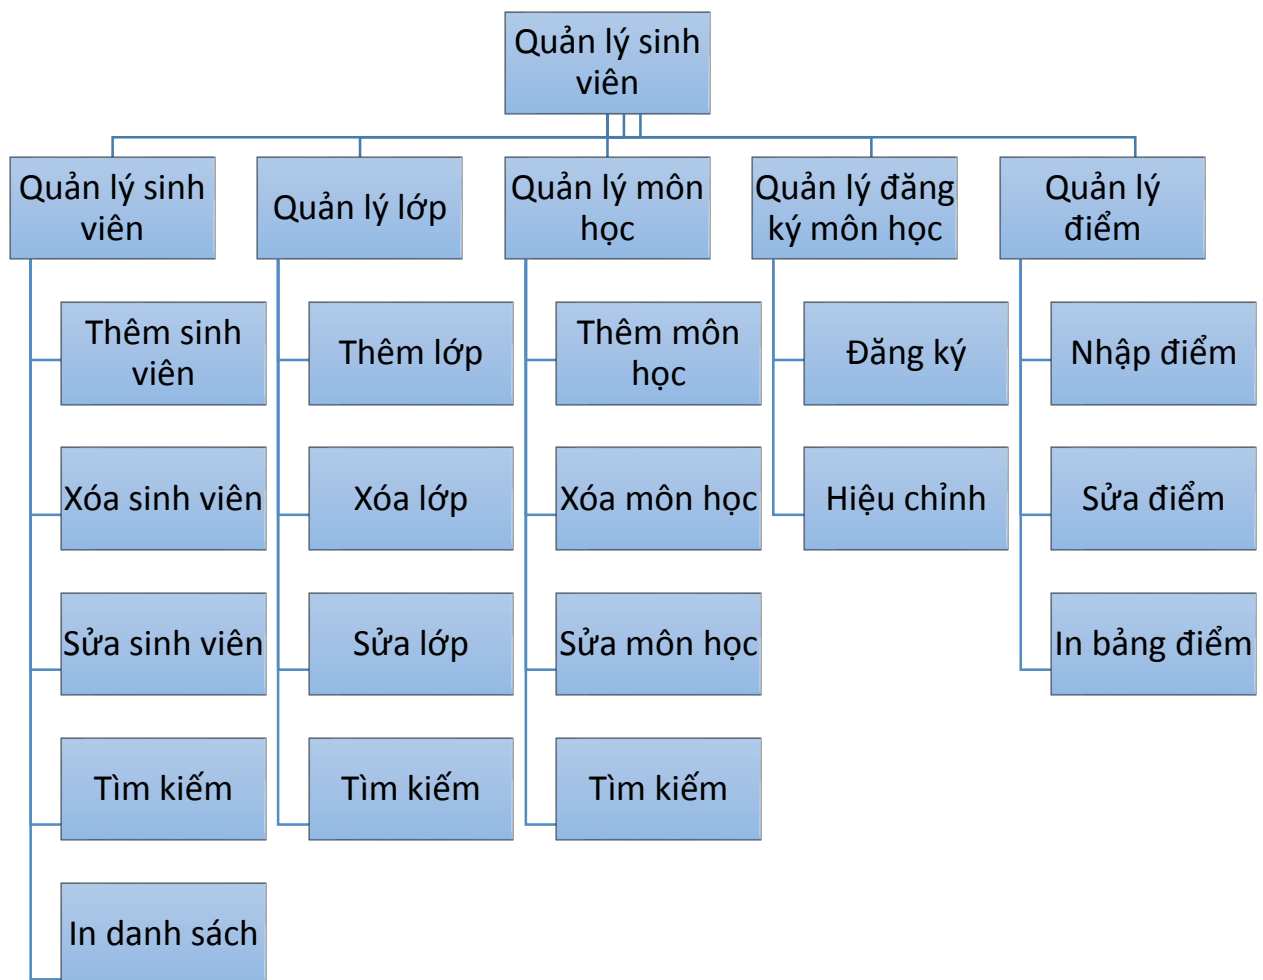 Quản lý sinh
viên
Quản lý sinh
viên
Quản lý lớp
Quản lý môn
học
Quản lý đăng
ký môn học
Quản lý
điểm
Thêm sinh
viên
Thêm lớp
Thêm môn
học
Đăng ký
Nhập điểm
Xóa sinh viên
Xóa lớp
Xóa môn học
Hiệu chỉnh
Sửa điểm
Sửa sinh viên
Sửa lớp
Sửa môn học
In bảng điểm
Tìm kiếm
Tìm kiếm
Tìm kiếm
In danh sách